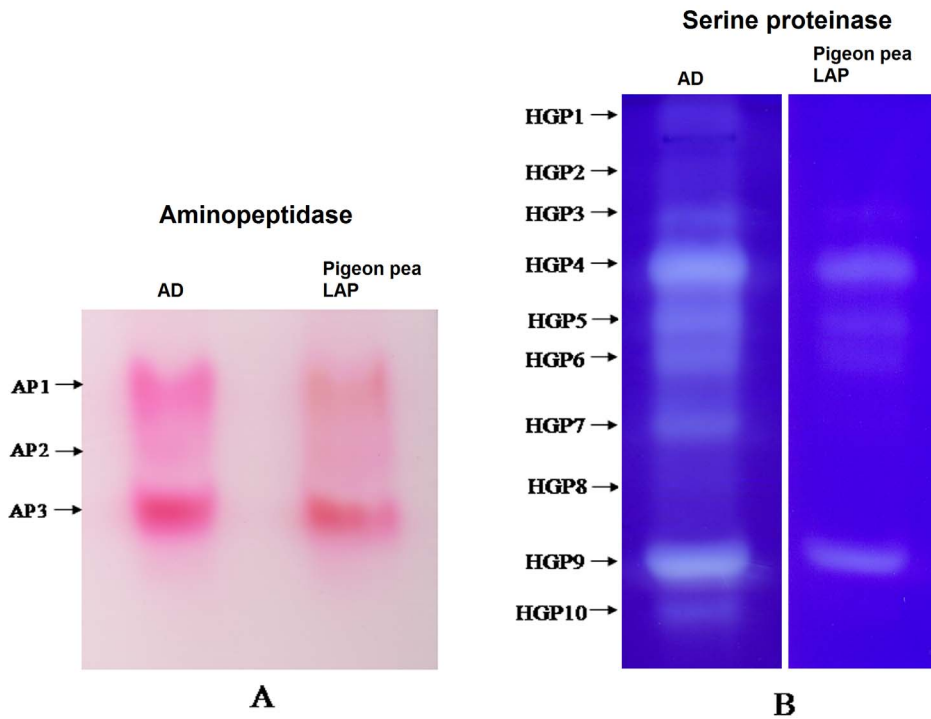 Aminopeptidase
AD
Pigeon pea
LAP
AP1
AP2
AP3
A
Serine proteinase
AD
Pigeon pea
LAP
HGP1
HGP2
HGP3
HGP4
HGP5
HGP6
HGP7
HGP8
HGP9
HGP10
B